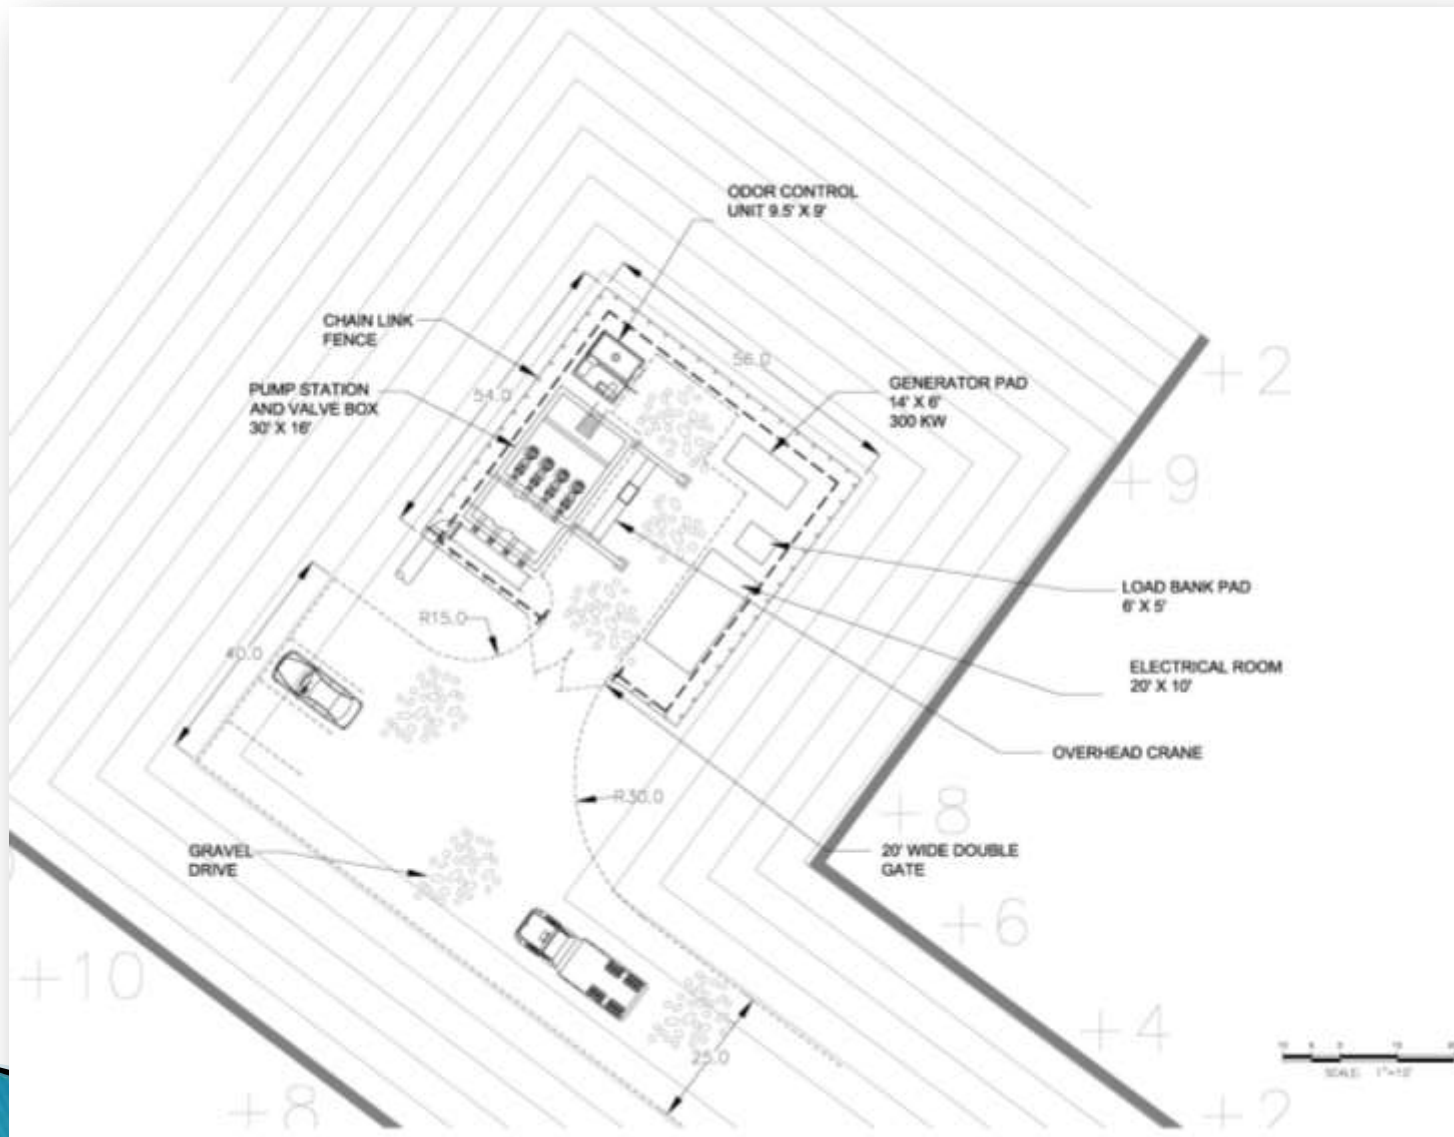 ODOR CONTROL
UNIT 9.5' X 9'
CHAIN LINK
FENCE
56.0
+2
PUMP STATION
AND VALVE BOX
30' X 16'
54.0
GENERATOR PAD
14' X 6'
300 KW
+9
LOAD BANK PAD
6' X 5'
R15.0
40.0
ELECTRICAL ROOM
20' X 10'
OVERHEAD CRANE
R30.0
+8
GRAVEL
DRIVE
20' WIDE DOUBLE
GATE
+6
+10
+4
25.0
+8
+2